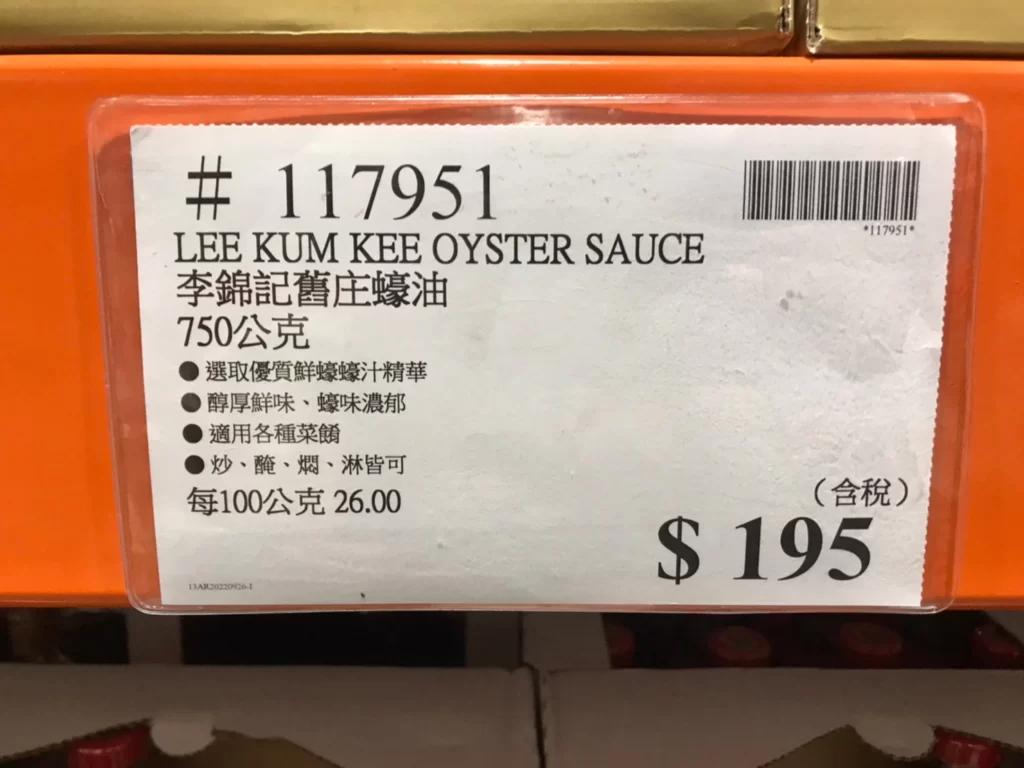 # 117951
*117951*
LEE KUM KEE OYSTER SAUCE
李錦記舊庄蠔油
750公克
● 選取優質鮮蠔蠔汁精華
● 醇厚鮮味、蠔味濃郁
● 適用各種菜餚
● 炒、醃、燜、淋皆可
每100公克 26.00
(含稅)
$ 195
13AR20220926-1